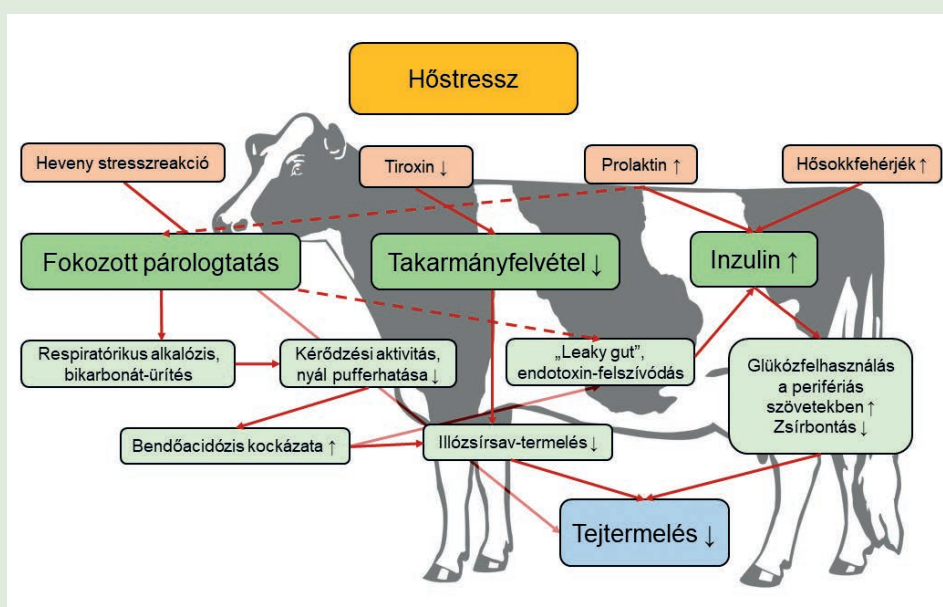 Hőstressz
Heveny stresszreakció
Tiroxin ↓
Prolaktin ↑
Hősokkfehérjék ↑
Fokozott párologtatás
Takarmányfelvétel ↓
Inzulin ↑
Respiratórikus alkalózis,
bikarbonát-ürítés
Kérődzési aktivitás,
nyál pufferhatása ↓
„Leaky gut”,
endotoxin-felszívódás
Glükózfelhasználás
a perifériás
szövetekben ↑
Zsírbontás ↓
Bendőacidózis kockázata ↑
Illózsírsav-termelés ↓
Tejtermelés ↓